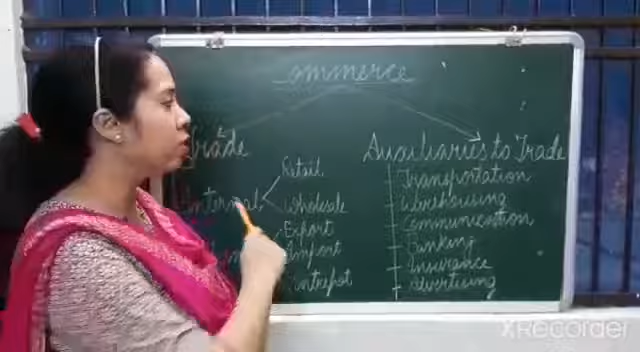 Commerce
Trade
Auxiliaries to Trade
Retail
Internal
Wholesale
Export
Import
Entrepot
Transportation
Warehousing
Communication
Banking
Insurance
Advertising
XRecorder